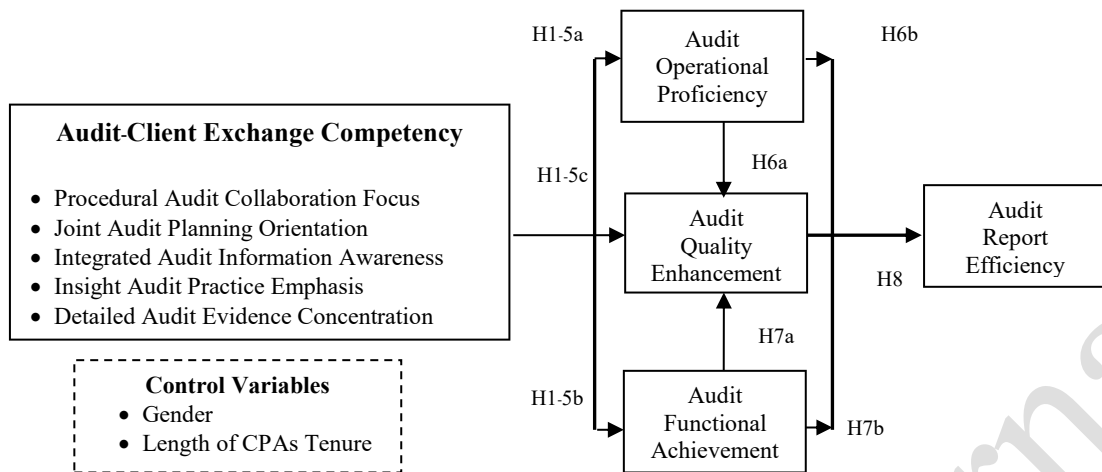 H1-5a
Audit
Operational
Proficiency
H6b
Audit-Client Exchange Competency
• Procedural Audit Collaboration Focus
• Joint Audit Planning Orientation
• Integrated Audit Information Awareness
• Insight Audit Practice Emphasis
• Detailed Audit Evidence Concentration
H1-5c
H6a
Audit
Quality
Enhancement
Audit
Report
Efficiency
H8
H7a
Control Variables
• Gender
• Length of CPAs Tenure
H1-5b
Audit
Functional
Achievement
H7b